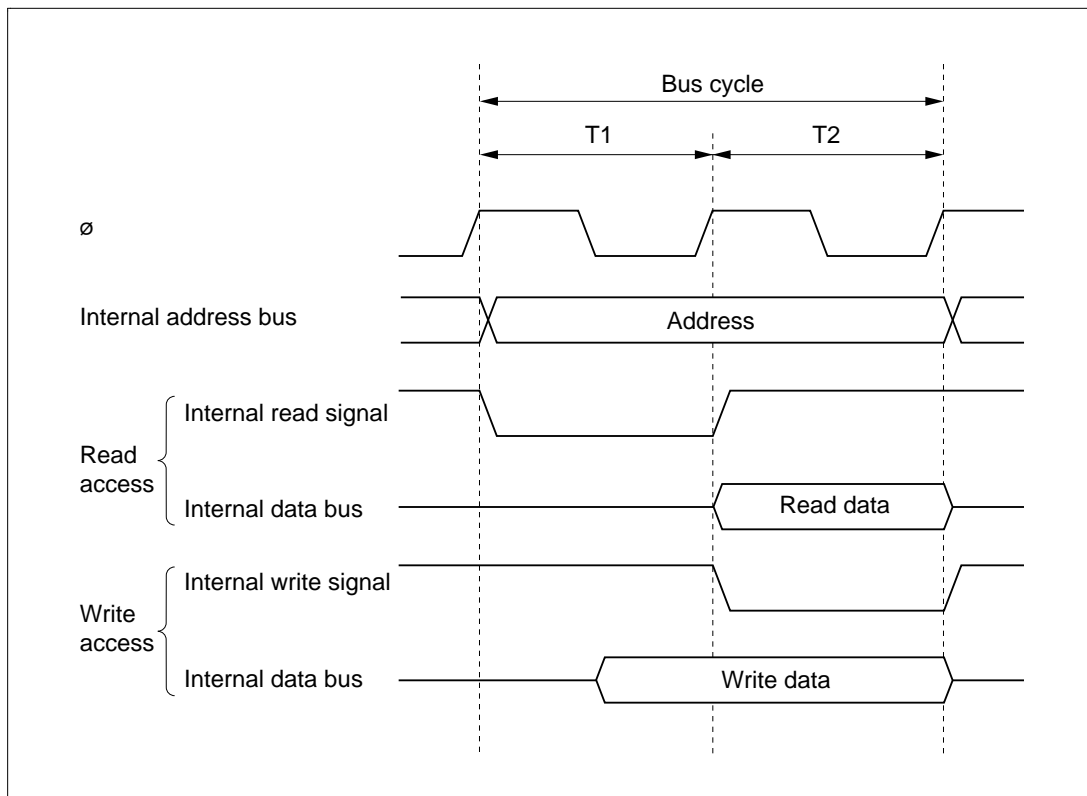 Bus cycle
T1 T2
ø
Internal address bus Address
Internal read signal
Read
access
Internal data bus Read data
Internal write signal
Write
access
Internal data bus Write data